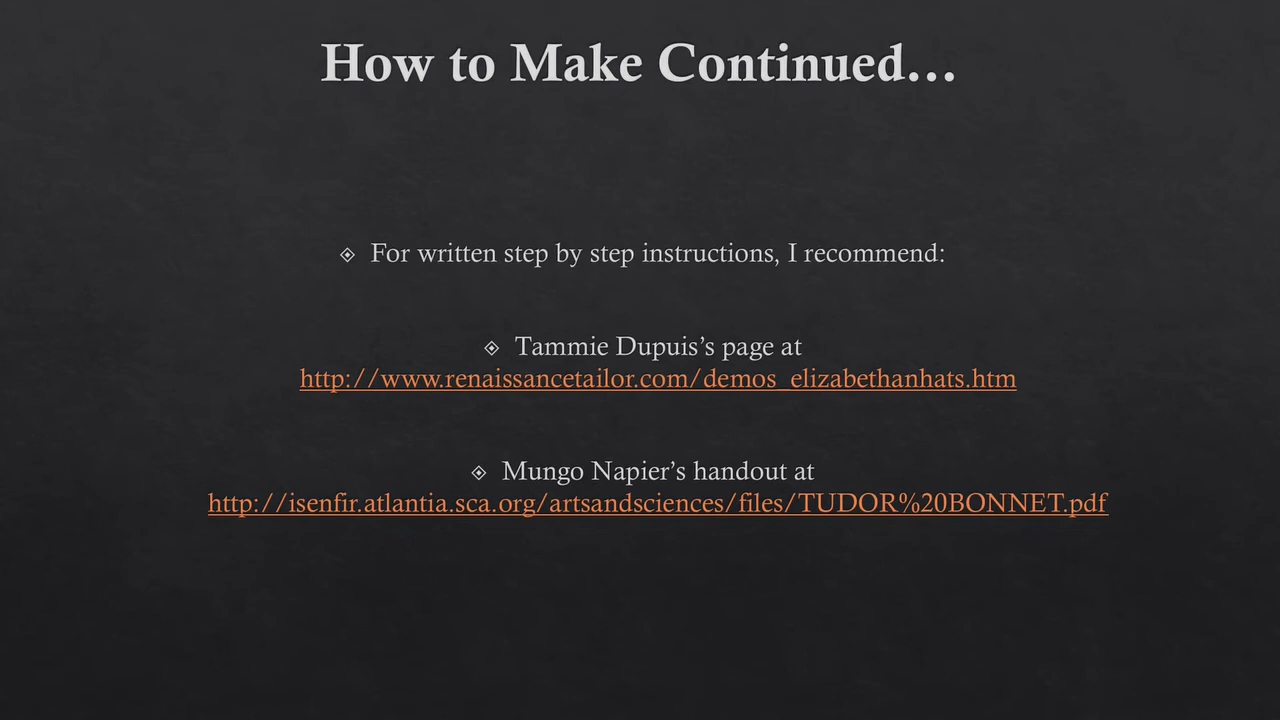 How to Make Continued…
For written step by step instructions, I recommend:
Tammie Dupuis’s page at
http://www.renaissancetailor.com/demos_elizabethanhats.htm
Mungo Napier’s handout at
http://isenfir.atlantia.sca.org/artsandsciences/files/TUDOR%20BONNET.pdf